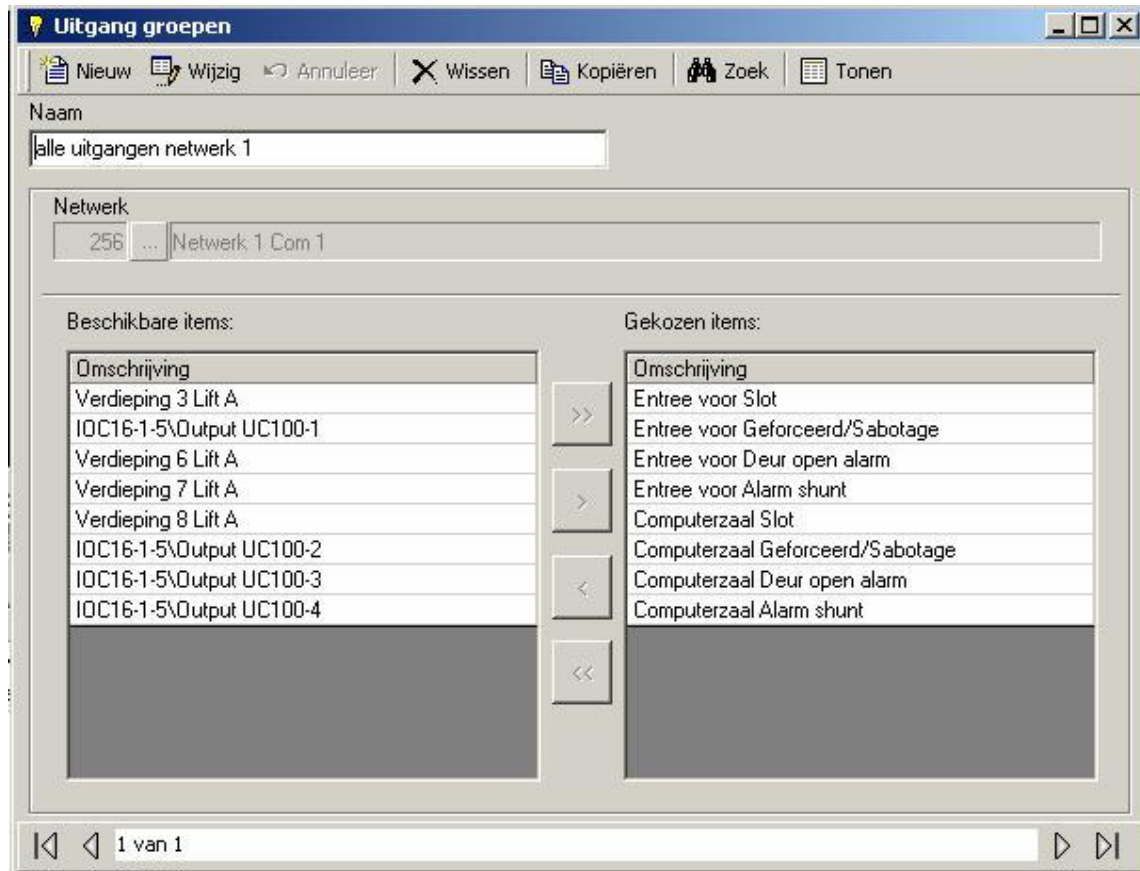 Uitgang groepen
Nieuw Wijzig Annuleer Wissen Kopiëren Zoek Tonen
Naam
alle uitgangen netwerk 1
Netwerk
256 ... Netwerk 1 Com 1
Beschikbare items: Gekozen items:
Omschrijving Omschrijving
Verdieping 3 Lift A Entree voor Slot
IOC16-1-5\Output UC100-1 Entree voor Geforceerd/Sabotage
Verdieping 6 Lift A Entree voor Deur open alarm
Verdieping 7 Lift A Entree voor Alarm shunt
Verdieping 8 Lift A Computerzaal Slot
IOC16-1-5\Output UC100-2 Computerzaal Geforceerd/Sabotage
IOC16-1-5\Output UC100-3 Computerzaal Deur open alarm
IOC16-1-5\Output UC100-4 Computerzaal Alarm shunt
>>
>
<
<<
1 van 1